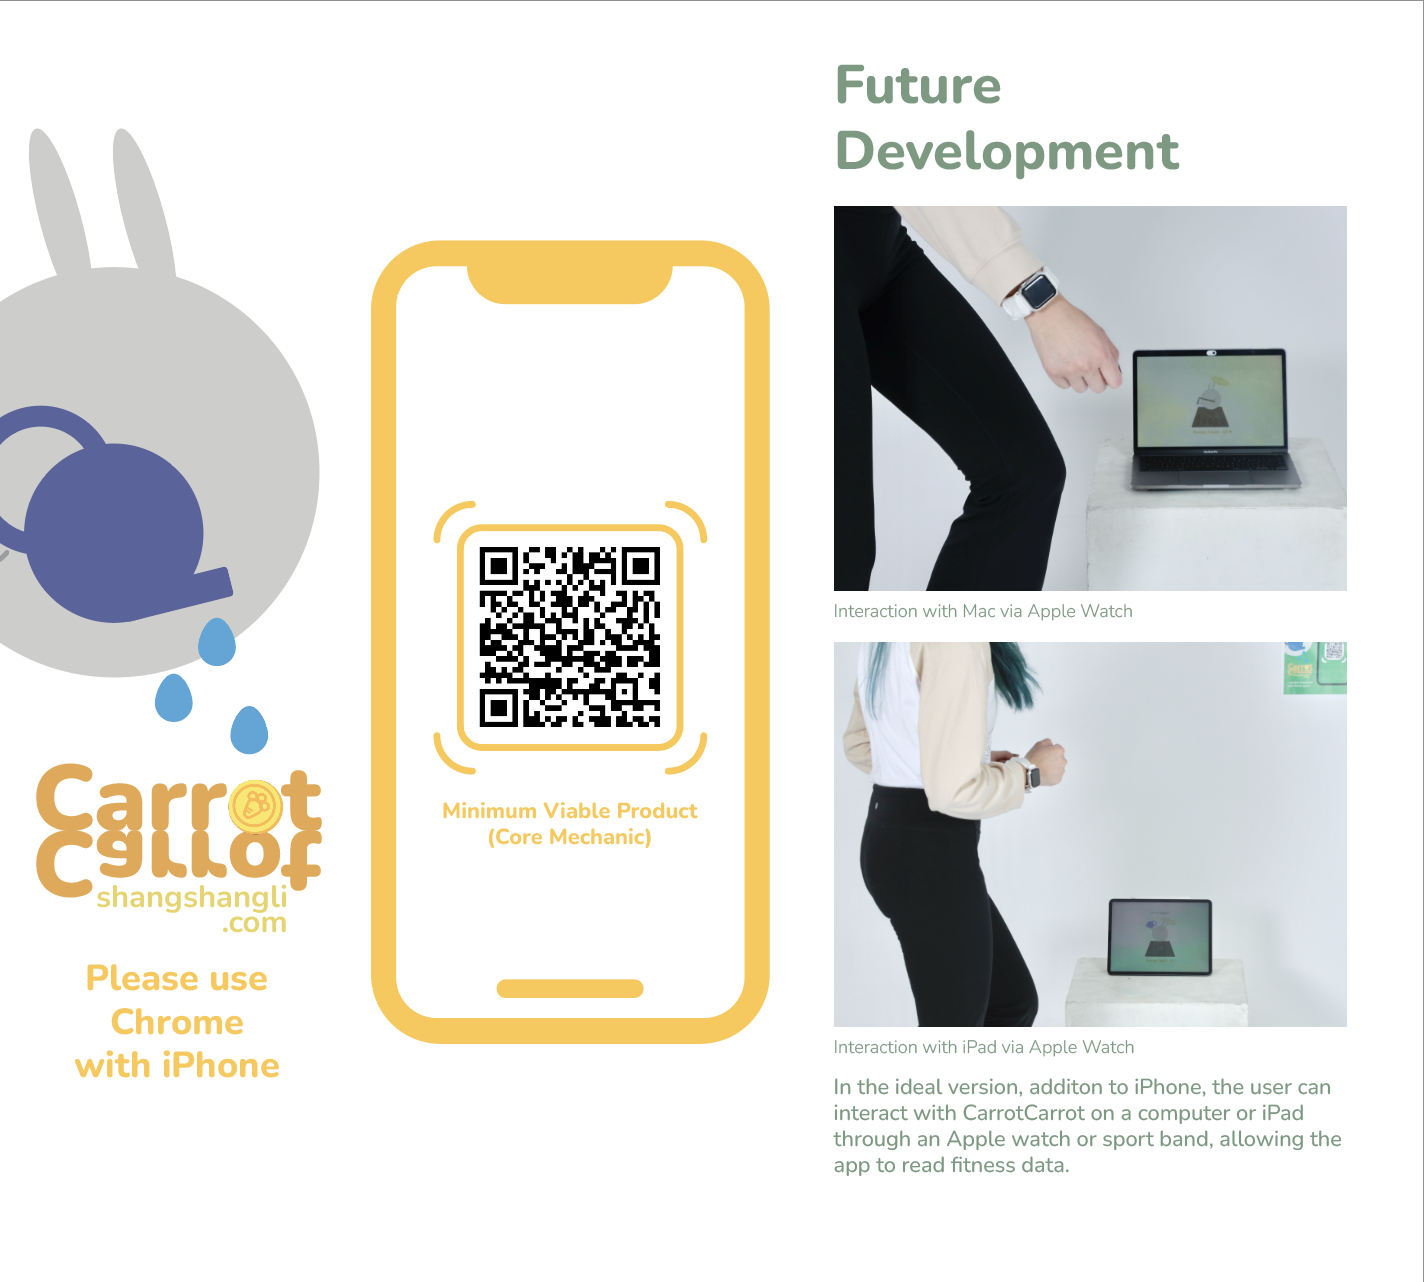 Carrot
Carrot
shangshangli
.com
Please use
Chrome
with iPhone
Minimum Viable Product
(Core Mechanic)
Future
Development
Interaction with Mac via Apple Watch
Interaction with iPad via Apple Watch
In the ideal version, additon to iPhone, the user can
interact with CarrotCarrot on a computer or iPad
through an Apple watch or sport band, allowing the
app to read fitness data.